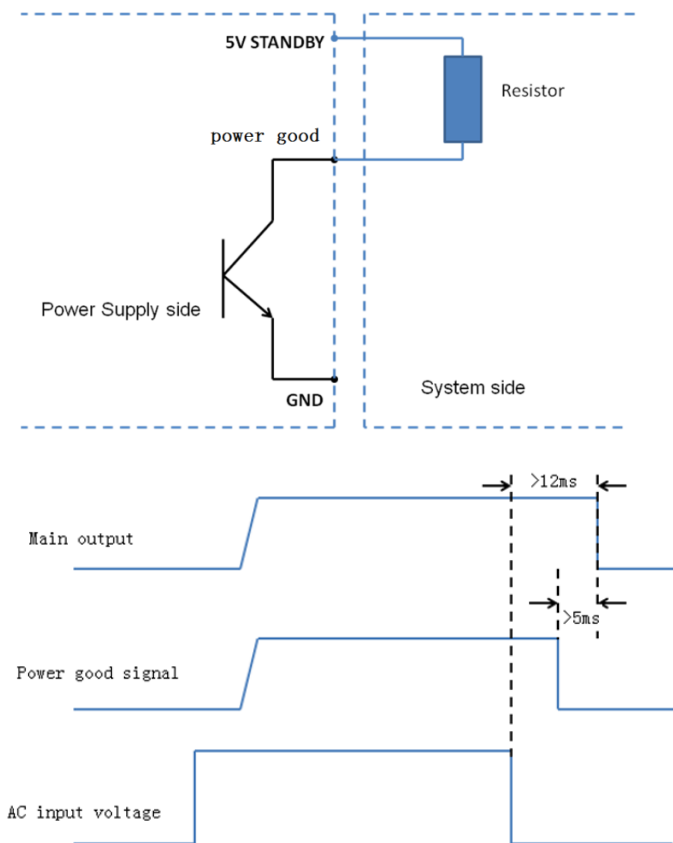 5V STANDBY
Resistor
power good
Power Supply side
System side
GND
>12ms
Main output
>5ms
Power good signal
AC input voltage